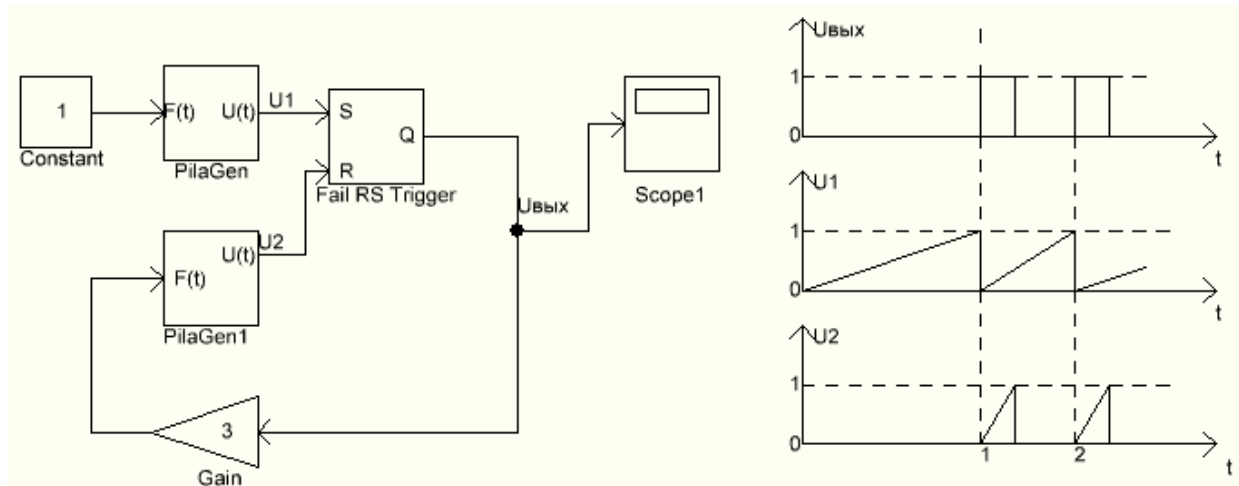 1
Constant
F(t)
U(t)
PilaGen
U1
S
R
Q
Fail RS Trigger
Uвых
Scope1
U2
U(t)
F(t)
PilaGen1
3
Gain
Uвых
1
0
t
U1
1
0
t
U2
1
0
1
2
t